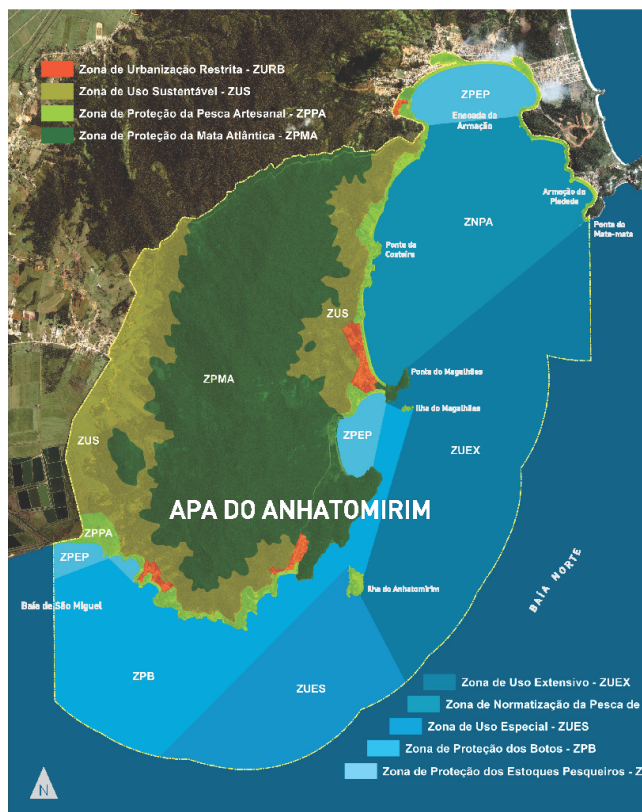 Zona de Urbanização Restrita - ZURB
Zona de Uso Sustentável - ZUS
Zona de Proteção da Pesca Artesanal - ZPPA
Zona de Proteção da Mata Atlântica - ZPMA
ZPEP
Enseada da
Armação
Armação da
Piedade
ZNPA
Ponta do
Mata-mata
Ponta da
Costeira
ZUS
ZPMA
Ponta do Magalhães
Ilha do Magalhães
ZPEP
ZUS
ZUEX
APA DO ANHATOMIRIM
ZPPA
ZPEP
BAÍA NORTE
Ilha do Anhatomirim
Baía de São Miguel
ZPB
ZUES
Zona de Uso Extensivo - ZUEX
Zona de Normatização da Pesca de
Zona de Uso Especial - ZUES
Zona de Proteção dos Botos - ZPB
Zona de Proteção dos Estoques Pesqueiros - Z
N